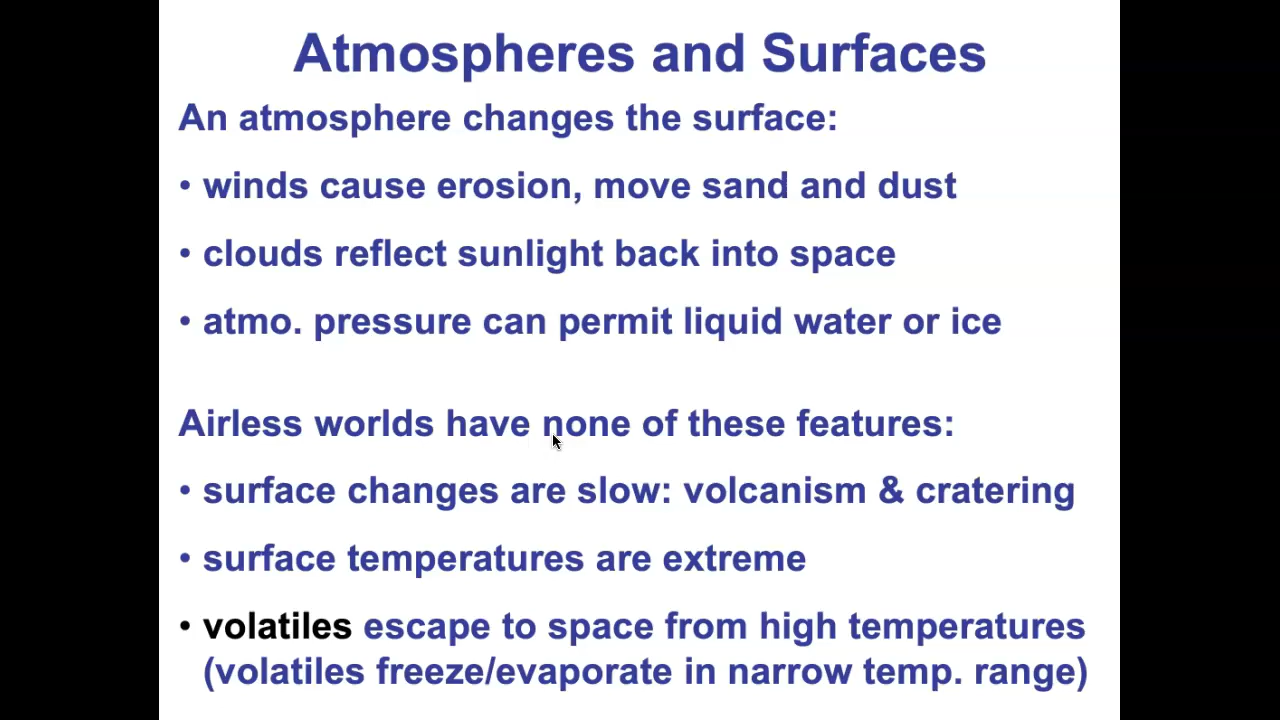 Atmospheres and Surfaces
An atmosphere changes the surface:
• winds cause erosion, move sand and dust
• clouds reflect sunlight back into space
• atmo. pressure can permit liquid water or ice
Airless worlds have none of these features:
• surface changes are slow: volcanism & cratering
• surface temperatures are extreme
• volatiles escape to space from high temperatures
(volatiles freeze/evaporate in narrow temp. range)